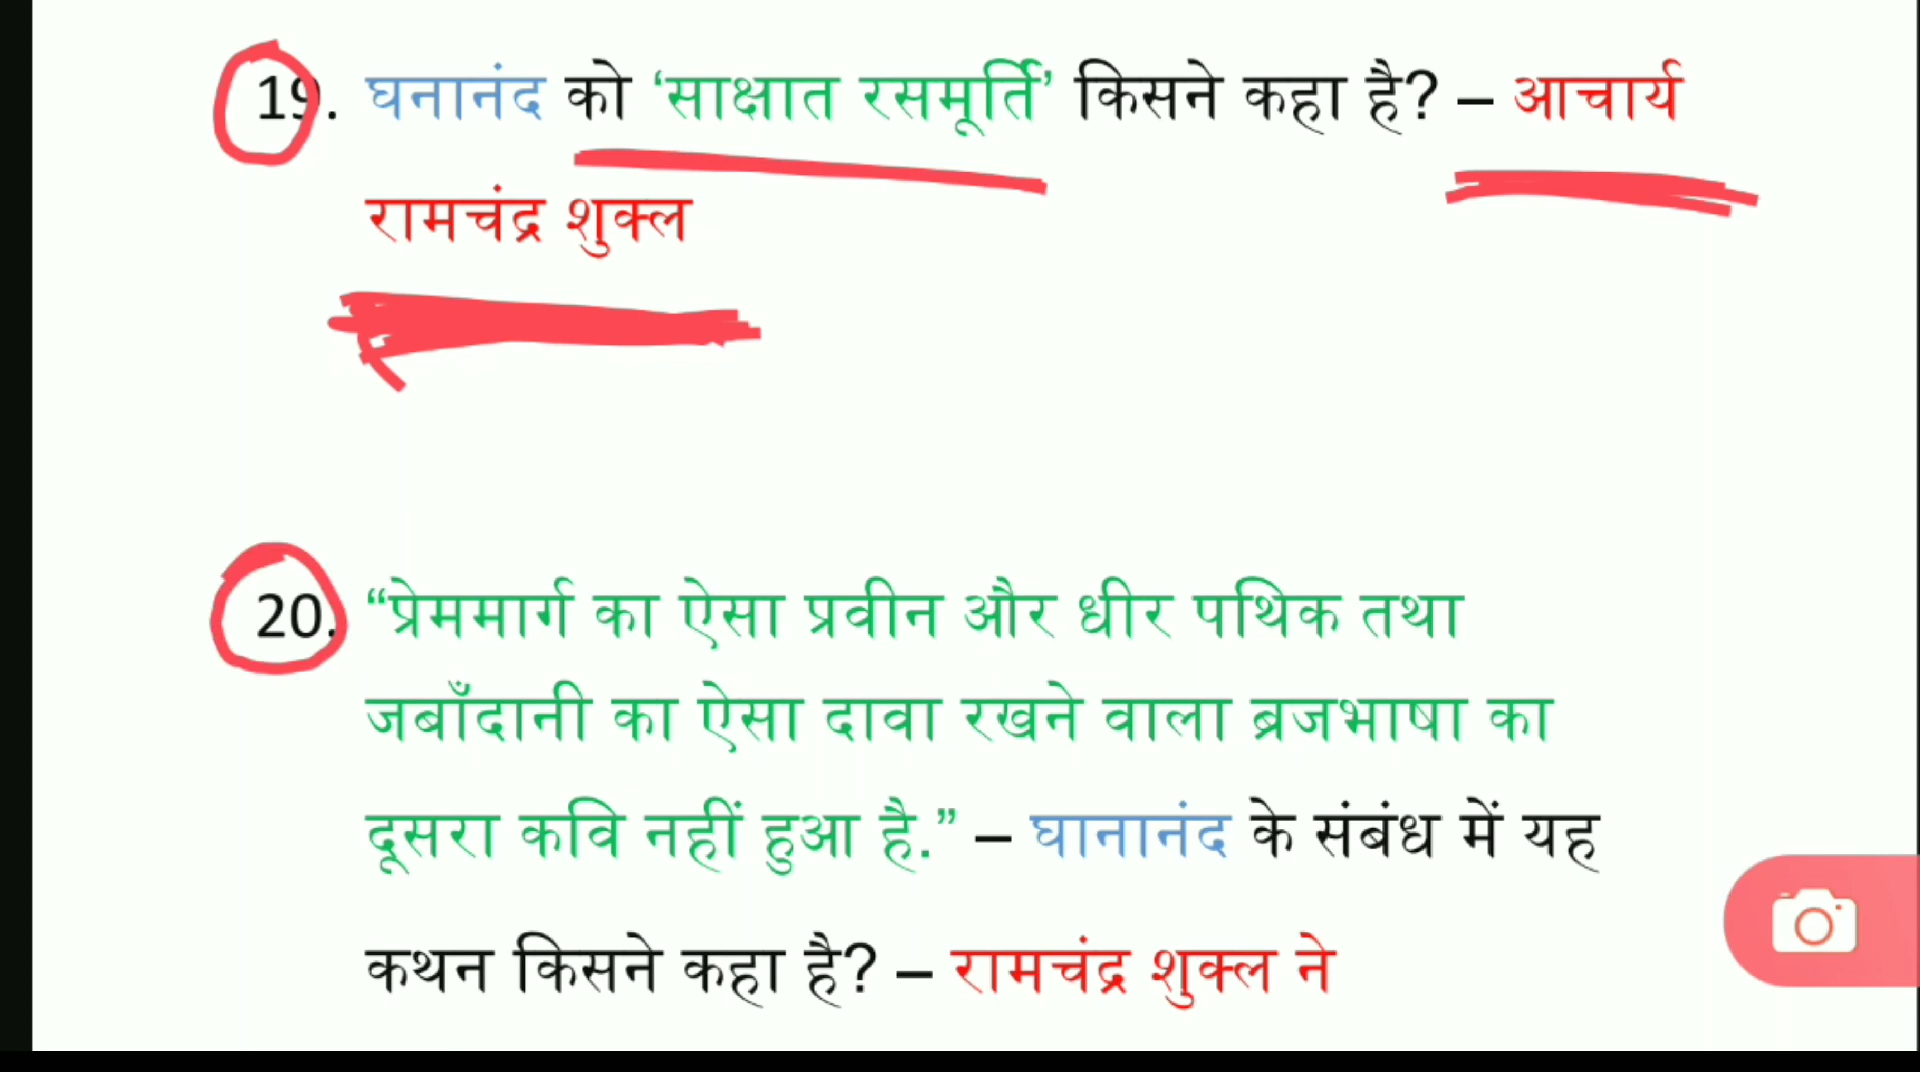 19. घनानंद को ‘साक्षात रसमूर्ति’ किसने कहा है? – आचार्य
रामचंद्र शुक्ल
20. “प्रेममार्ग का ऐसा प्रवीन और धीर पथिक तथा
जबाँदानी का ऐसा दावा रखने वाला ब्रजभाषा का
दूसरा कवि नहीं हुआ है.” – घानानंद के संबंध में यह
कथन किसने कहा है? – रामचंद्र शुक्ल ने